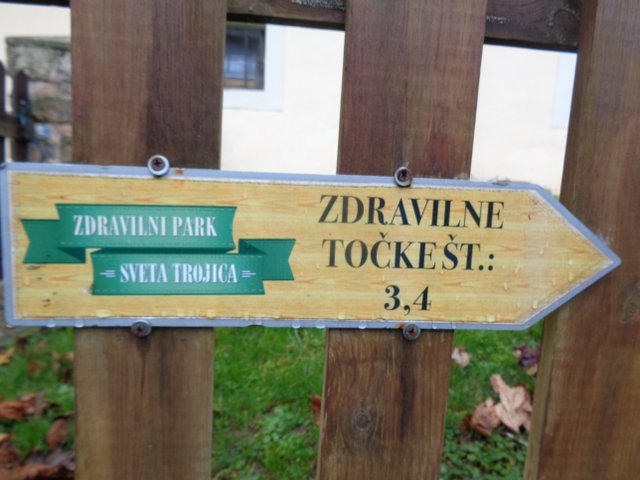 ZDRAVILNI PARK
SVETA TROJICA
ZDRAVILNE
TOČKE ŠT.:
3,4